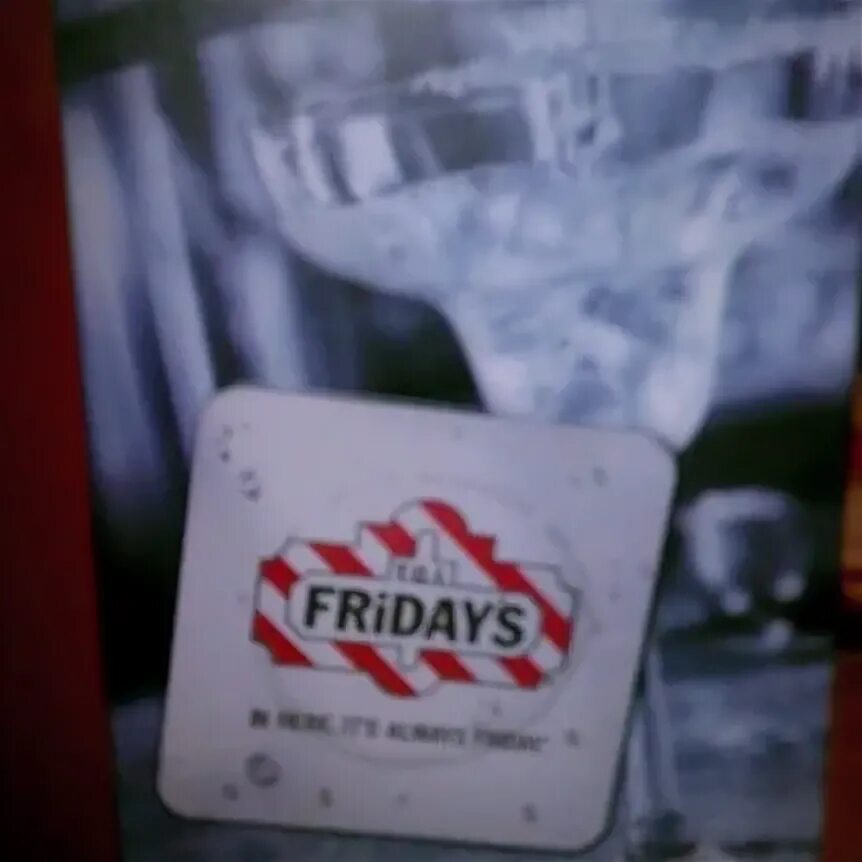 T.G.I.
FRiDAYS
IN HERE, IT'S ALWAYS FRIDAY